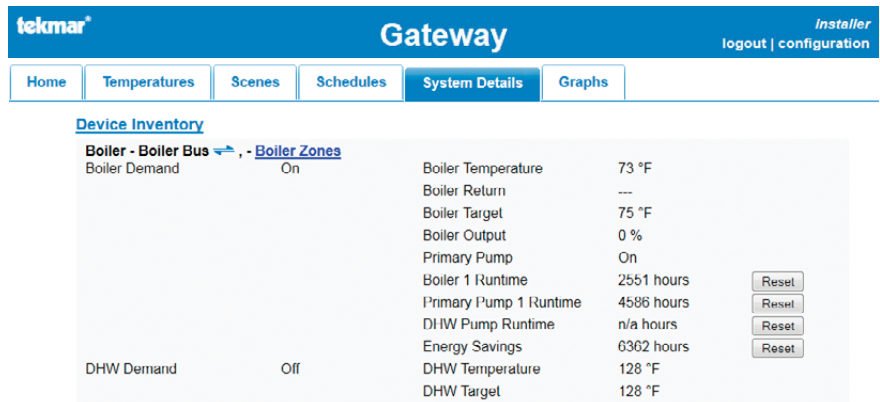 tekmar®
Gateway
Installer
logout | configuration
Home Temperatures Scenes Schedules System Details Graphs
Device Inventory
Boiler - Boiler Bus ⇌ , - Boiler Zones
Boiler Demand On Boiler Temperature 73 °F
Boiler Return ---
Boiler Target 75 °F
Boiler Output 0 %
Primary Pump On
Boiler 1 Runtime 2551 hours Reset
Primary Pump 1 Runtime 4586 hours Reset
DHW Pump Runtime n/a hours Reset
Energy Savings 6362 hours Reset
DHW Demand Off DHW Temperature 128 °F
DHW Target 128 °F